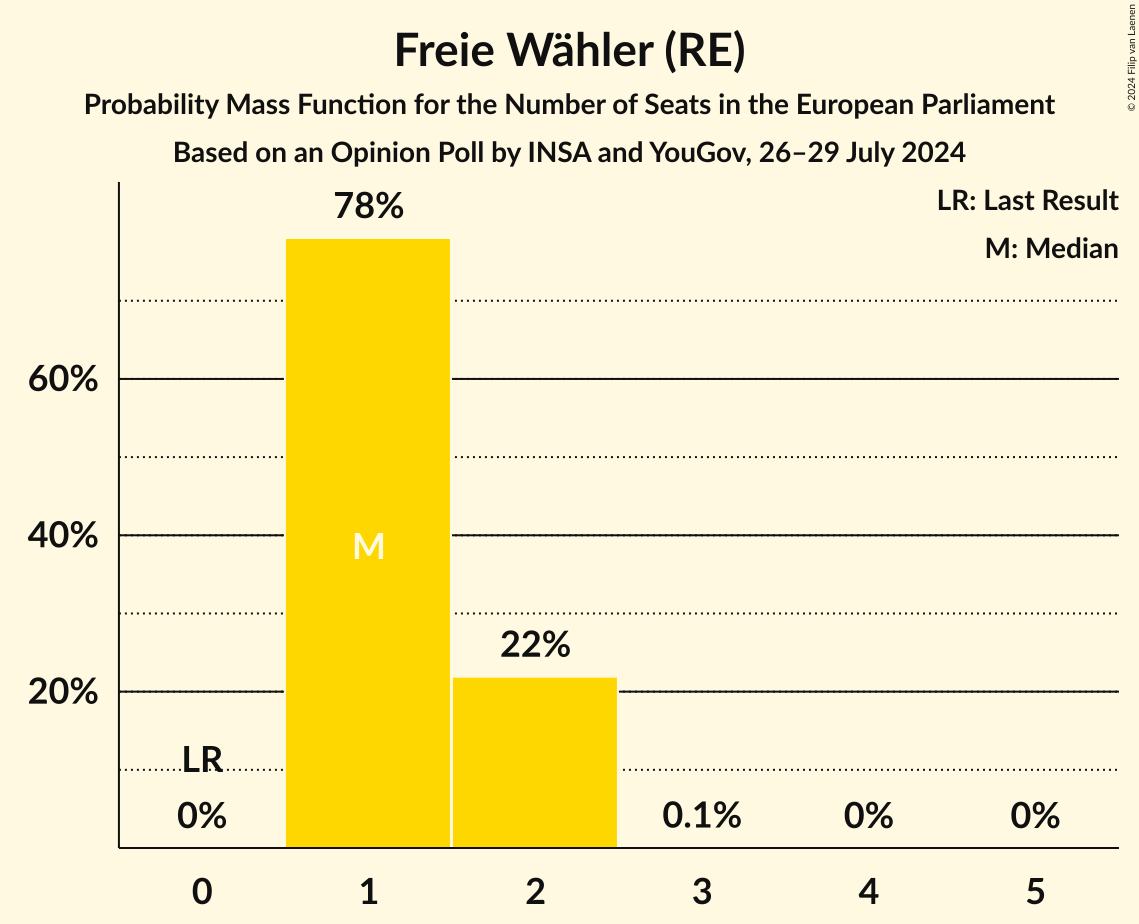 Freie Wähler (RE)
Probability Mass Function for the Number of Seats in the European Parliament
Based on an Opinion Poll by INSA and YouGov, 26–29 July 2024
© 2024 Filip van Laenen
LR: Last Result
M: Median
78%
60%
40%
M
22%
20%
LR
0%
0.1%
0%
0%
0
1
2
3
4
5